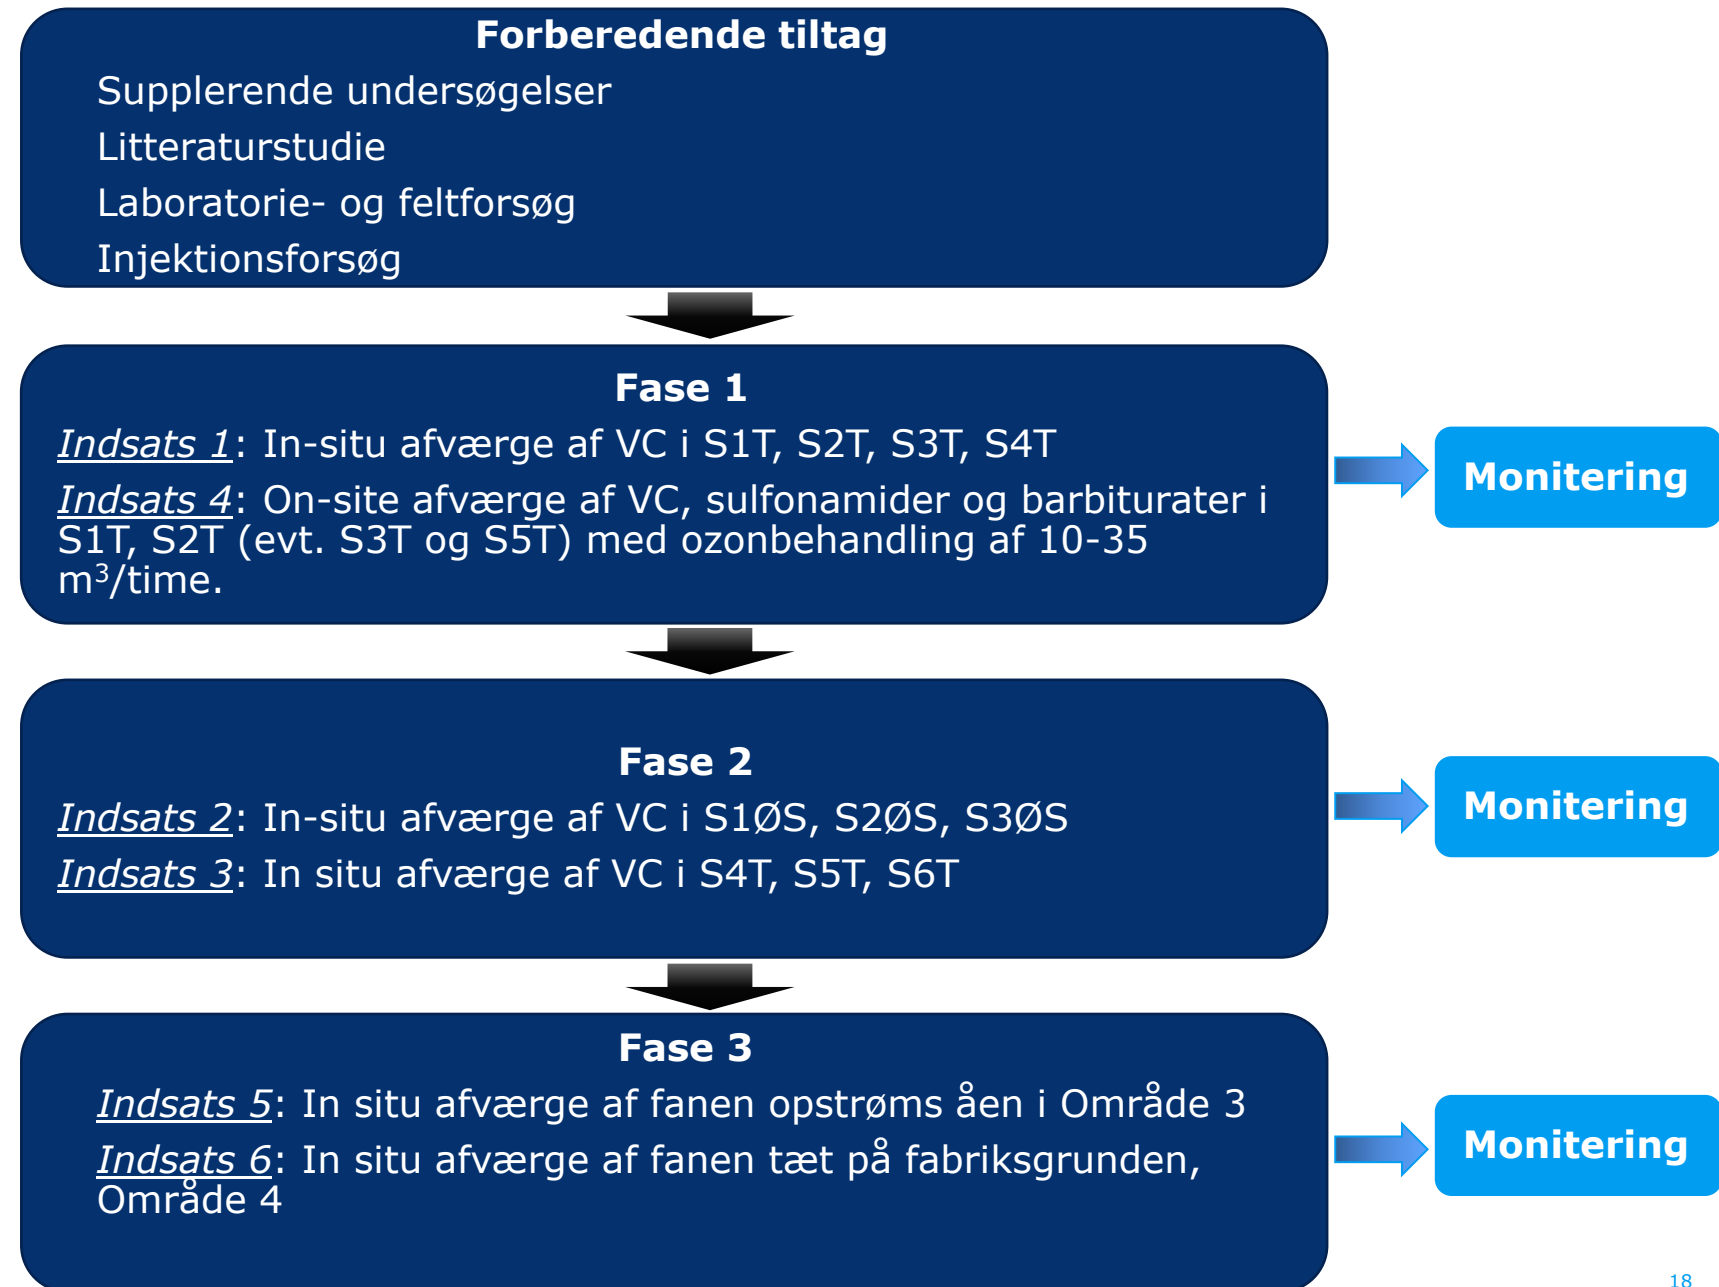 Forberedende tiltag
Supplerende undersøgelser
Litteraturstudie
Laboratorie- og feltforsøg
Injektionsforsøg
Fase 1
Indsats 1: In-situ afværge af VC i S1T, S2T, S3T, S4T
Indsats 4: On-site afværge af VC, sulfonamider og barbiturater i
S1T, S2T (evt. S3T og S5T) med ozonbehandling af 10-35
m³/time.
Monitering
Fase 2
Indsats 2: In-situ afværge af VC i S1ØS, S2ØS, S3ØS
Indsats 3: In situ afværge af VC i S4T, S5T, S6T
Monitering
Fase 3
Indsats 5: In situ afværge af fanen opstrøms åen i Område 3
Indsats 6: In situ afværge af fanen tæt på fabriksgrunden,
Område 4
Monitering
18